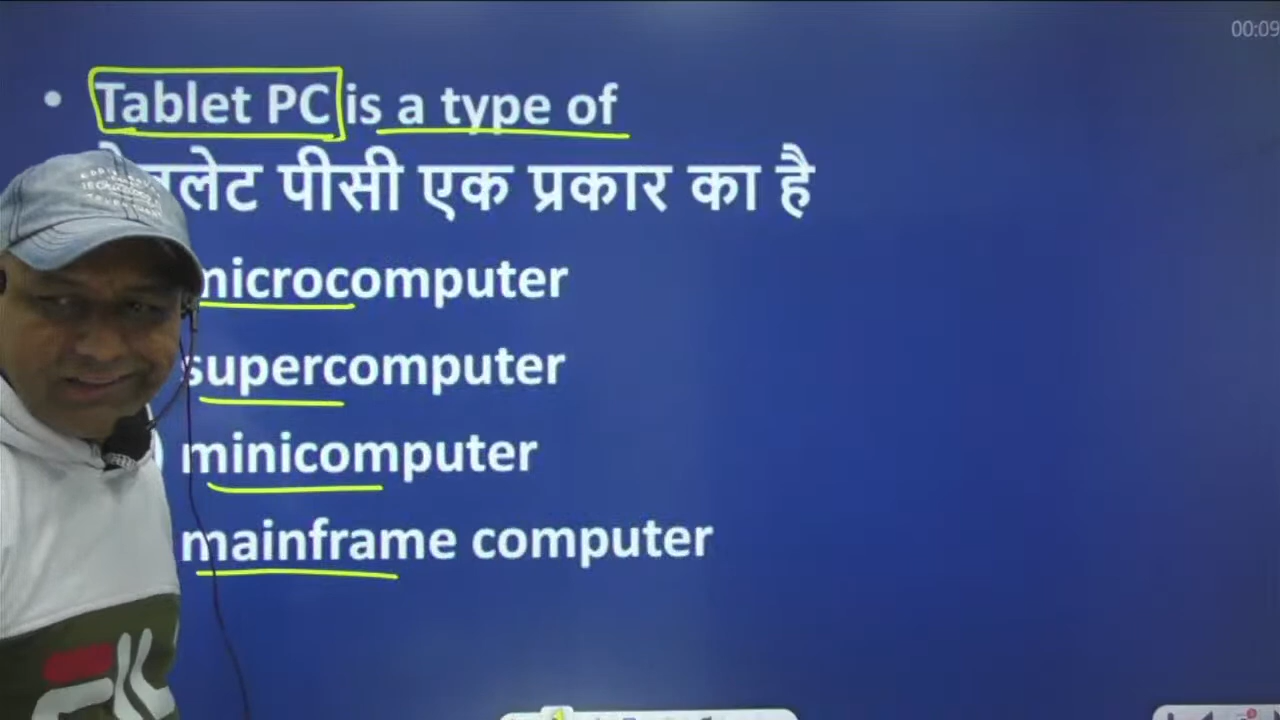 00:09
• Tablet PC is a type of
पीसी एक प्रकार का है
microcomputer
supercomputer
minicomputer
mainframe computer